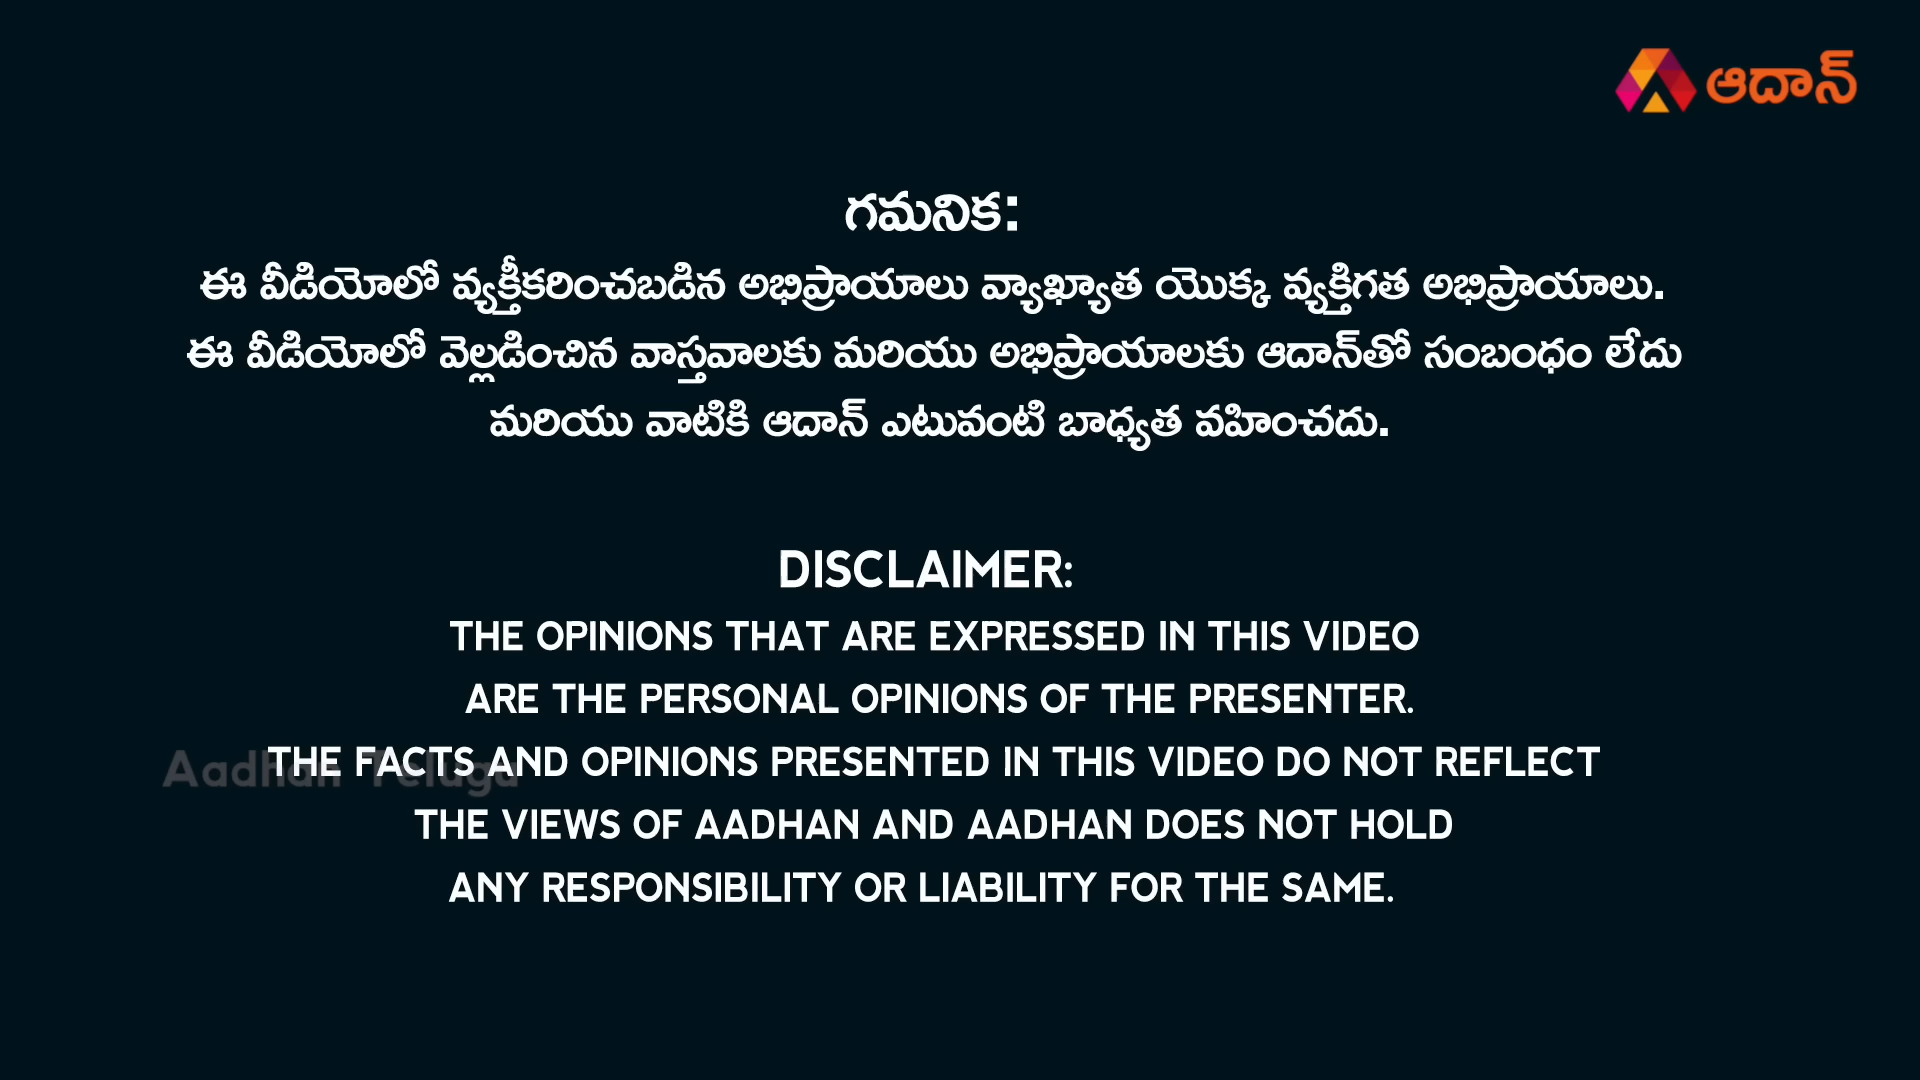 ఆదాన్
గమనిక:
ఈ వీడియోలో వ్యక్తీకరించబడిన అభిప్రాయాలు వ్యాఖ్యాత యొక్క వ్యక్తిగత అభిప్రాయాలు.
ఈ వీడియోలో వెల్లడించిన వాస్తవాలకు మరియు అభిప్రాయాలకు ఆదాన్‌తో సంబంధం లేదు
మరియు వాటికి ఆదాన్ ఎటువంటి బాధ్యత వహించదు.
DISCLAIMER:
THE OPINIONS THAT ARE EXPRESSED IN THIS VIDEO
ARE THE PERSONAL OPINIONS OF THE PRESENTER.
THE FACTS AND OPINIONS PRESENTED IN THIS VIDEO DO NOT REFLECT
Aadhan Telugu
THE VIEWS OF AADHAN AND AADHAN DOES NOT HOLD
ANY RESPONSIBILITY OR LIABILITY FOR THE SAME.